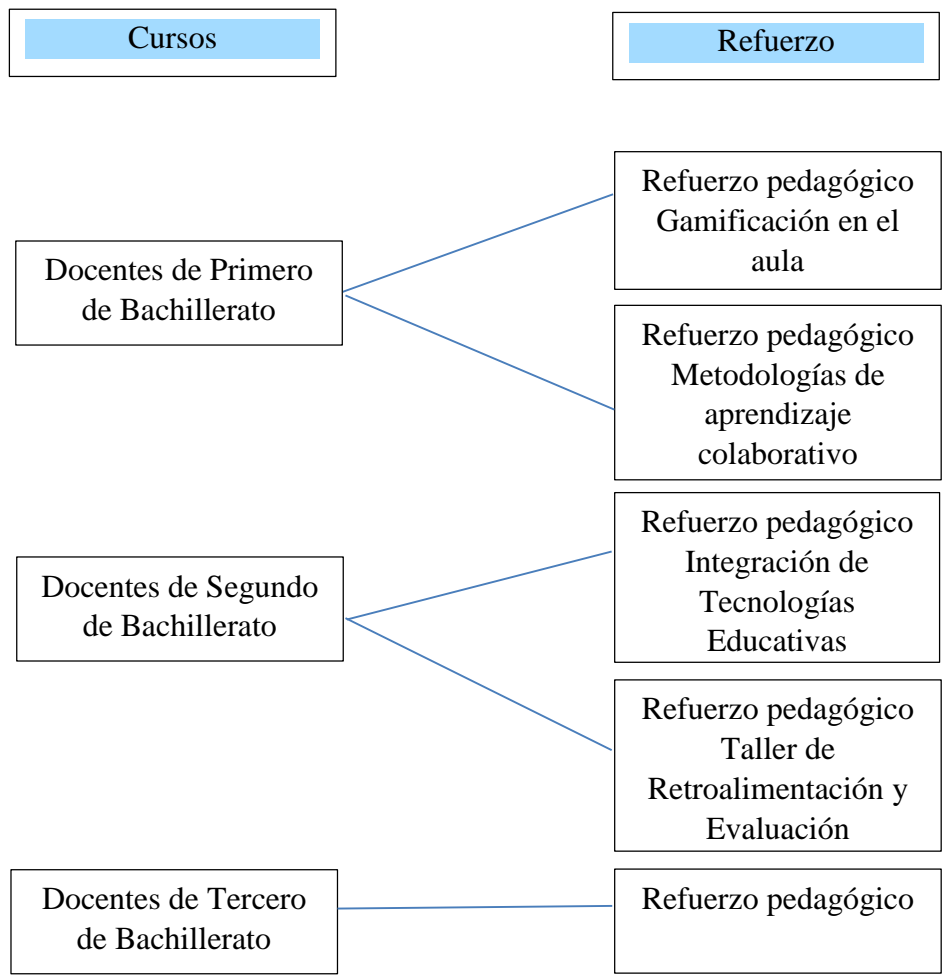 Cursos
Refuerzo
Refuerzo pedagógico
Gamificación en el
aula
Docentes de Primero
de Bachillerato
Refuerzo pedagógico
Metodologías de
aprendizaje
colaborativo
Refuerzo pedagógico
Integración de
Tecnologías
Educativas
Docentes de Segundo
de Bachillerato
Refuerzo pedagógico
Taller de
Retroalimentación y
Evaluación
Docentes de Tercero
de Bachillerato
Refuerzo pedagógico